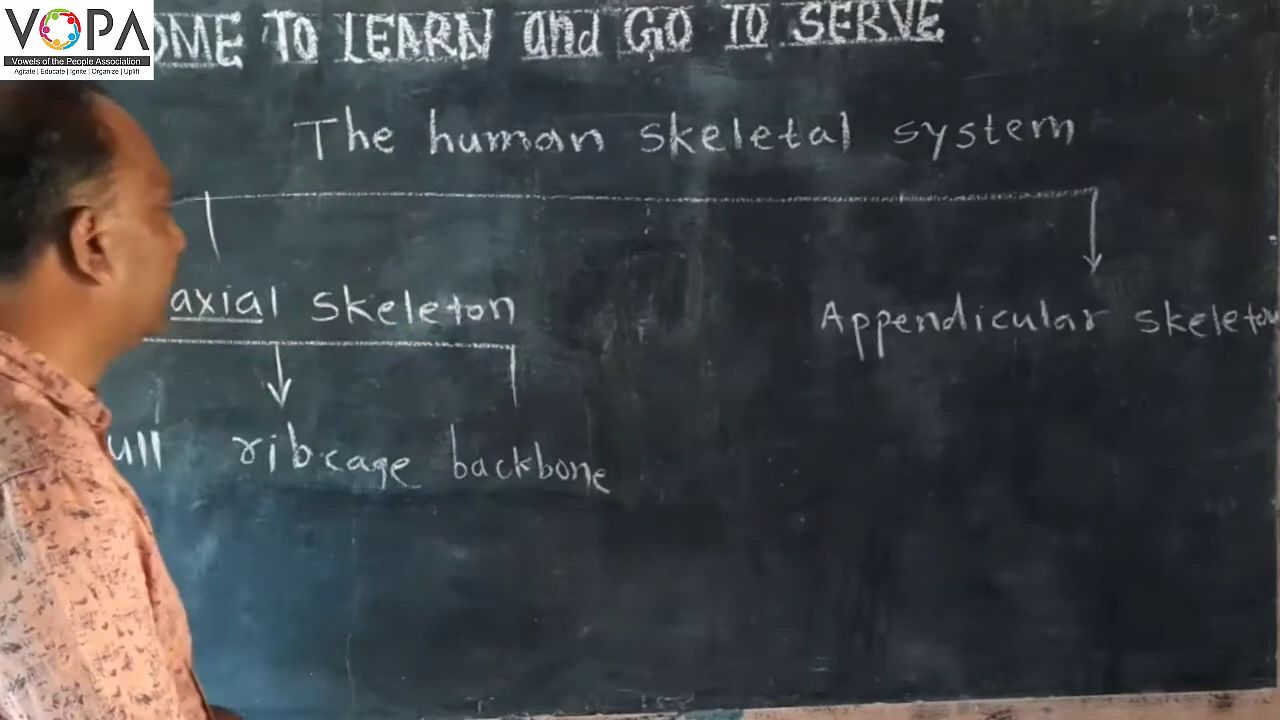 VOPA
Vowels of the People Association
Agitate | Educate | Ignite | Organize | Uplift
OME TO LEARN and GO TO SERVE
The human skeletal system
axial skeleton
Appendicular skeleton
ull ribcage backbone